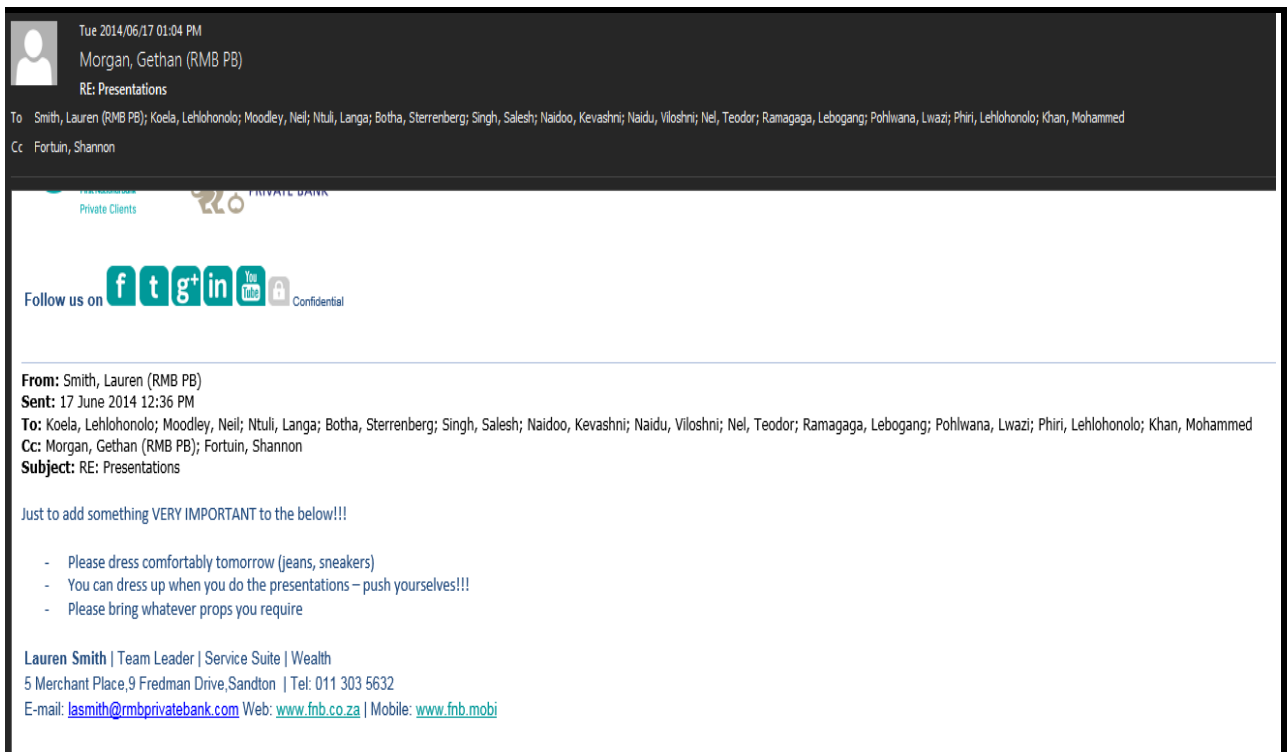 Tue 2014/06/17 01:04 PM
Morgan, Gethan (RMB PB)
RE: Presentations
To Smith, Lauren (RMB PB); Koela, Lehlohonolo; Moodley, Neil; Ntuli, Langa; Botha, Sterrenberg; Singh, Salesh; Naidoo, Kevashni; Naidu, Viloshni; Nel, Teodor; Ramagaga, Lebogang; Pohlwana, Lwazi; Phiri, Lehlohonolo; Khan, Mohammed
Cc Fortuin, Shannon
PRIVATE BANK
Private Clients
Follow us on f t g+ in You Tube Confidential
From: Smith, Lauren (RMB PB)
Sent: 17 June 2014 12:36 PM
To: Koela, Lehlohonolo; Moodley, Neil; Ntuli, Langa; Botha, Sterrenberg; Singh, Salesh; Naidoo, Kevashni; Naidu, Viloshni; Nel, Teodor; Ramagaga, Lebogang; Pohlwana, Lwazi; Phiri, Lehlohonolo; Khan, Mohammed
Cc: Morgan, Gethan (RMB PB); Fortuin, Shannon
Subject: RE: Presentations
Just to add something VERY IMPORTANT to the below!!!
- Please dress comfortably tomorrow (jeans, sneakers)
- You can dress up when you do the presentations – push yourselves!!!
- Please bring whatever props you require
Lauren Smith | Team Leader | Service Suite | Wealth
5 Merchant Place,9 Fredman Drive,Sandton | Tel: 011 303 5632
E-mail: lasmith@rmbprivatebank.com Web: www.fnb.co.za | Mobile: www.fnb.mobi